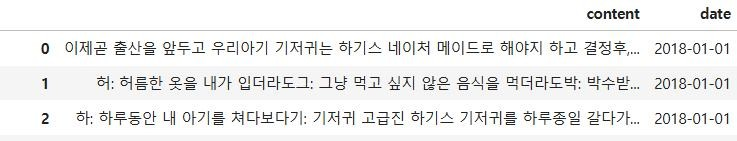 content date
0 이제곧 출산을 앞두고 우리아기 기저귀는 하기스 네이처 메이드로 해야지 하고 결정후,... 2018-01-01
1 허: 허름한 옷을 내가 입더라도그: 그냥 먹고 싶지 않은 음식을 먹더라도박: 박수받... 2018-01-01
2 하: 하루동안 내 아기를 쳐다보다기: 기저귀 고급진 하기스 기저귀를 하루종일 갈다가... 2018-01-01